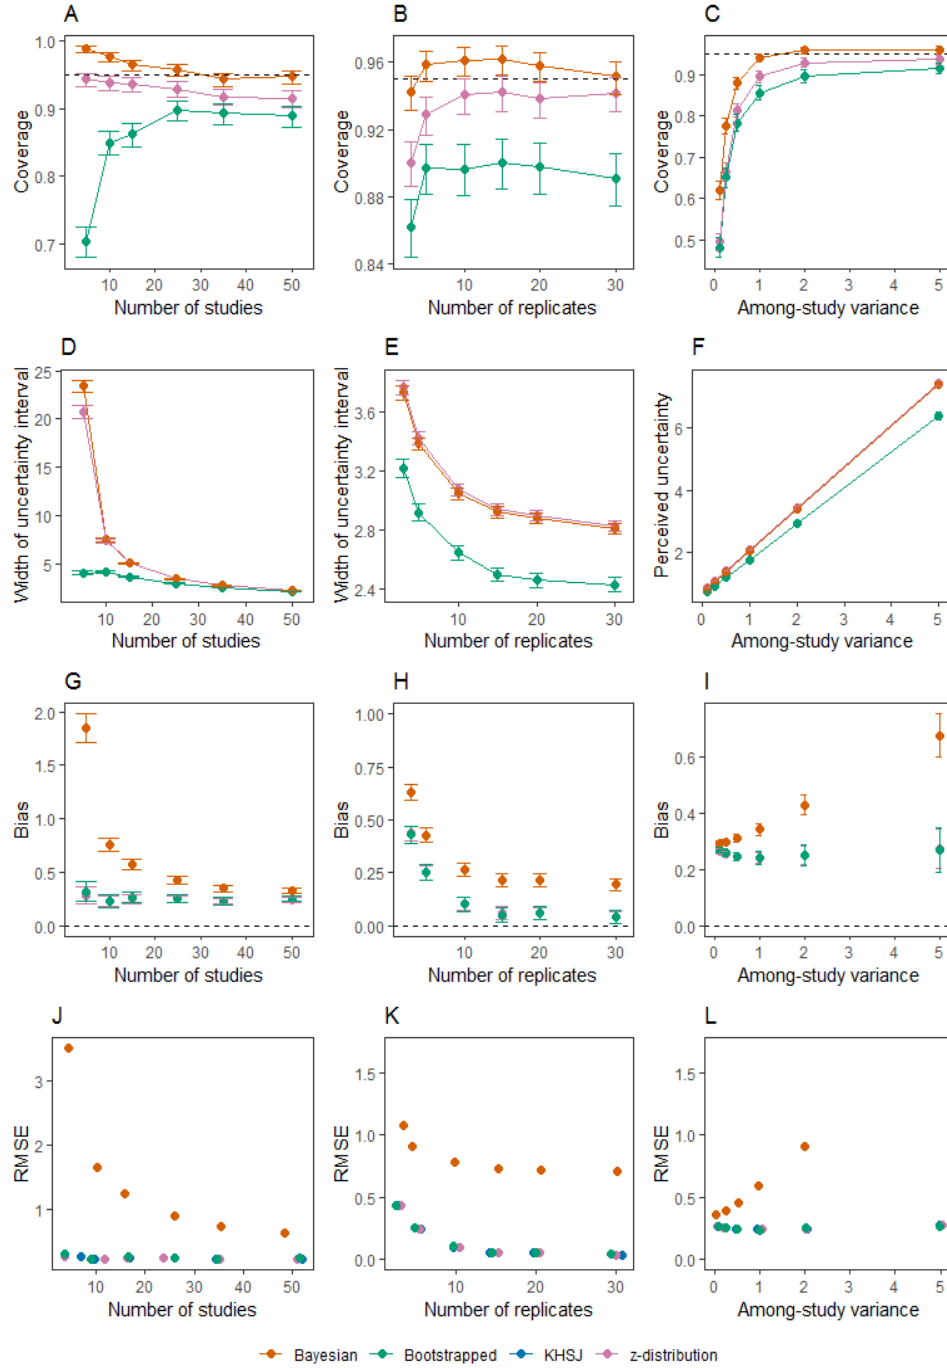 A
B
C
1.0
0.9
0.8
0.7
Coverage
10 20 30 40 50
Number of studies
0.96
0.92
0.88
0.84
Coverage
10 20 30
Number of replicates
0.9
0.8
0.7
0.6
0.5
Coverage
0 1 2 3 4 5
Among-study variance
D
E
F
25
20
15
10
5
Width of uncertainty interval
10 20 30 40 50
Number of studies
3.6
3.2
2.8
2.4
Width of uncertainty interval
10 20 30
Number of replicates
6
4
2
Perceived uncertainty
0 1 2 3 4 5
Among-study variance
G
H
I
2.0
1.5
1.0
0.5
0.0
Bias
10 20 30 40 50
Number of studies
1.00
0.75
0.50
0.25
0.00
Bias
10 20 30
Number of replicates
0.6
0.4
0.2
0.0
Bias
0 1 2 3 4 5
Among-study variance
J
K
L
3
2
1
RMSE
10 20 30 40 50
Number of studies
1.5
1.0
0.5
0.0
RMSE
10 20 30
Number of replicates
1.5
1.0
0.5
0.0
RMSE
0 1 2 3 4 5
Among-study variance
Bayesian Bootstrapped KHSJ z-distribution